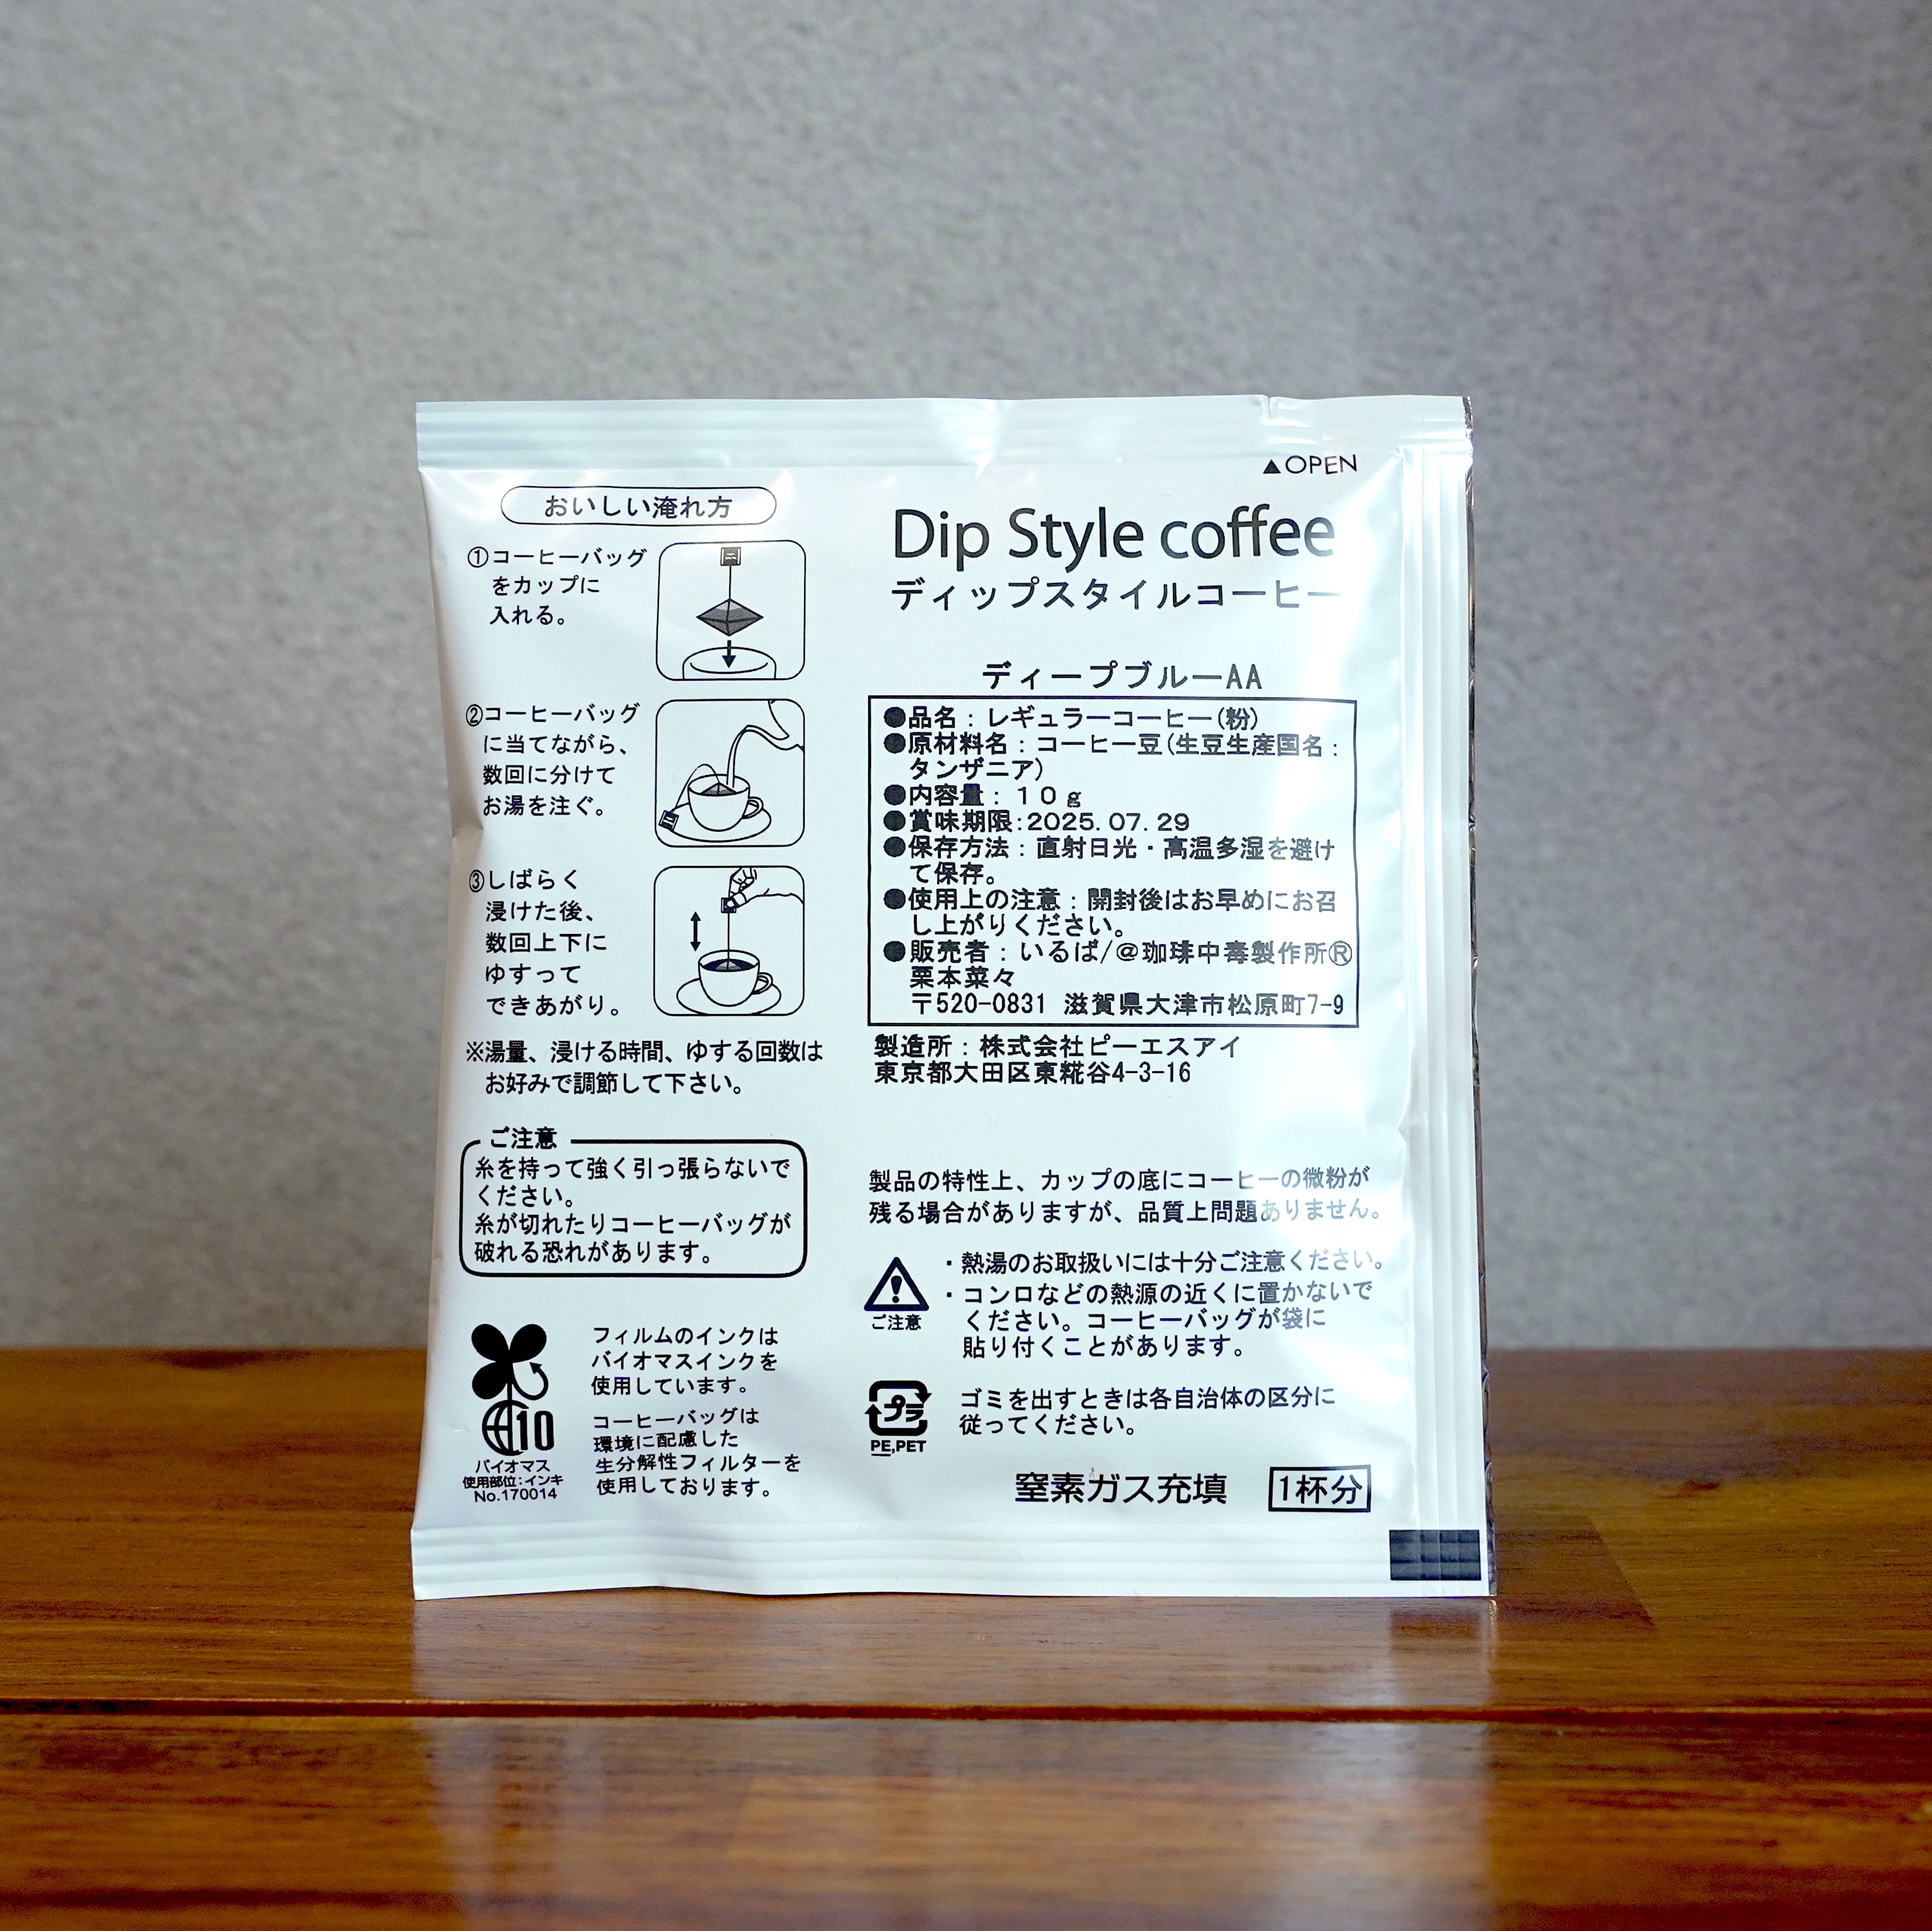 ▲OPEN
おいしい淹れ方
①コーヒーバッグ
をカップに
入れる。
②コーヒーバッグ
に当てながら、
数回に分けて
お湯を注ぐ。
③しばらく
浸けた後、
数回上下に
ゆすって
できあがり。
※湯量、浸ける時間、ゆする回数は
お好みで調節して下さい。
ご注意
糸を持って強く引っ張らないで
ください。
糸が切れたりコーヒーバッグが
破れる恐れがあります。
10
バイオマス
使用部位:インキ
No.170014
フィルムのインクは
バイオマスインクを
使用しています。
コーヒーバッグは
環境に配慮した
生分解性フィルターを
使用しております。
Dip Style coffee
ディップスタイルコーヒー
ディープブルーAA
●品名：レギュラーコーヒー(粉)
●原材料名：コーヒー豆(生豆生産国名：
タンザニア)
●内容量：10g
●賞味期限:2025.07.29
●保存方法：直射日光・高温多湿を避け
て保存。
●使用上の注意：開封後はお早めにお召
し上がりください。
●販売者：いるぱ/@珈琲中毒製作所®
栗本菜々
〒520-0831 滋賀県大津市松原町7-9
製造所：株式会社ピーエスアイ
東京都大田区東糀谷4-3-16
製品の特性上、カップの底にコーヒーの微粉が
残る場合がありますが、品質上問題ありません。
ご注意
・熱湯のお取扱いには十分ご注意ください。
・コンロなどの熱源の近くに置かないで
ください。コーヒーバッグが袋に
貼り付くことがあります。
プラ
PE,PET
ゴミを出すときは各自治体の区分に
従ってください。
窒素ガス充填
1杯分